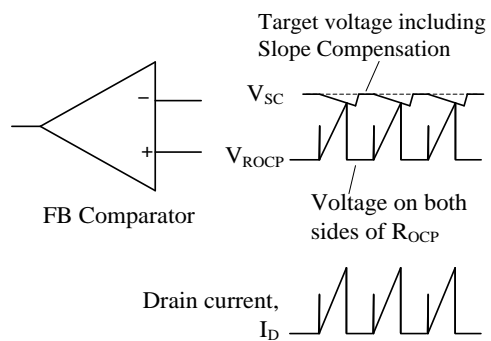 Target voltage including
Slope Compensation
V_SC
−
+
V_ROCP
FB Comparator
Voltage on both
sides of R_OCP
Drain current,
I_D